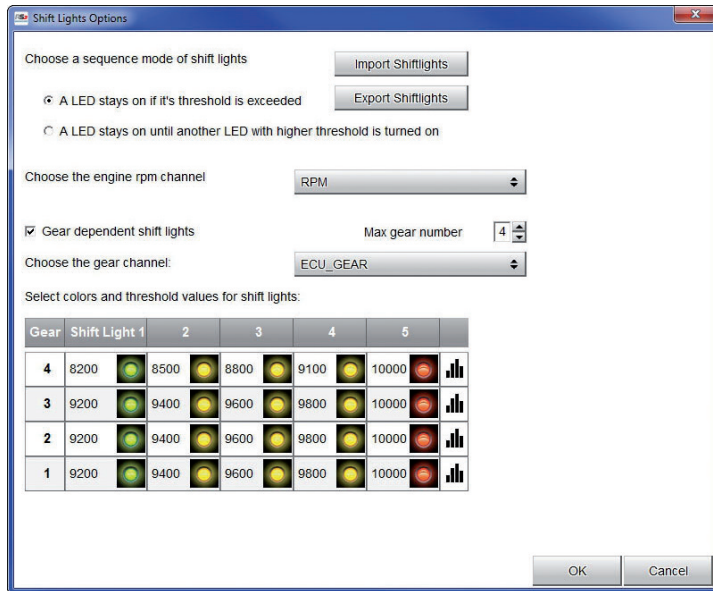 Shift Lights Options
Choose a sequence mode of shift lights
Import Shiftlights
A LED stays on if it's threshold is exceeded
Export Shiftlights
A LED stays on until another LED with higher threshold is turned on
Choose the engine rpm channel
RPM
Gear dependent shift lights
Max gear number
4
Choose the gear channel:
ECU_GEAR
Select colors and threshold values for shift lights:
Gear Shift Light 1 2 3 4 5
4 8200 8500 8800 9100 10000
3 9200 9400 9600 9800 10000
2 9200 9400 9600 9800 10000
1 9200 9400 9600 9800 10000
OK
Cancel